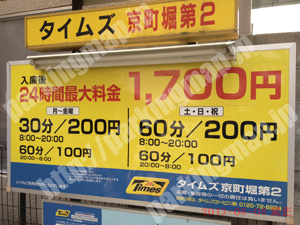 タイムズ 京町堀第2
入庫後
24時間最大料金 1,700円
月～金曜
30分／200円
8:00～20:00
60分／100円
20:00～8:00
土・日・祝
60分／200円
8:00～20:00
60分／100円
20:00～8:00
Times タイムズ 京町堀第2